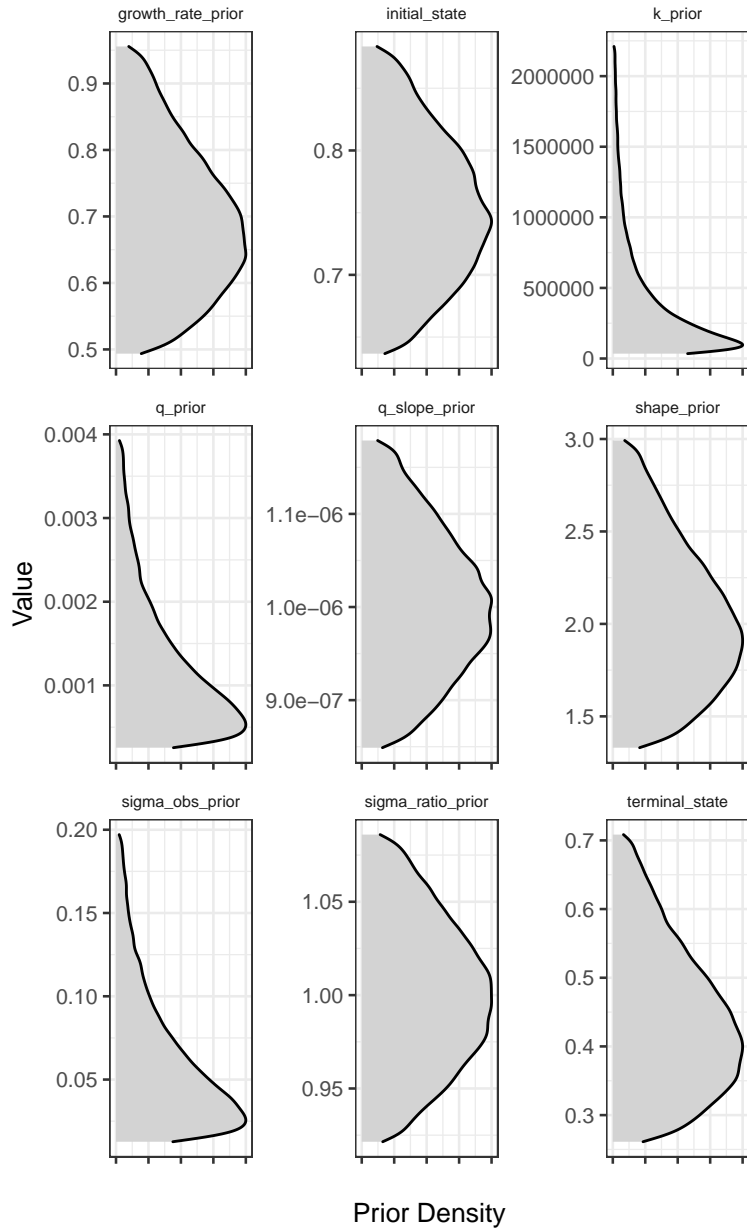 growth_rate_prior
initial_state
k_prior
0.9
0.8
0.7
0.6
0.5
0.8
0.7
2000000
1500000
1000000
500000
0
q_prior
q_slope_prior
shape_prior
0.004
0.003
0.002
0.001
1.1e−06
1.0e−06
9.0e−07
3.0
2.5
2.0
1.5
sigma_obs_prior
sigma_ratio_prior
terminal_state
0.20
0.15
0.10
0.05
1.05
1.00
0.95
0.7
0.6
0.5
0.4
0.3
Value
Prior Density